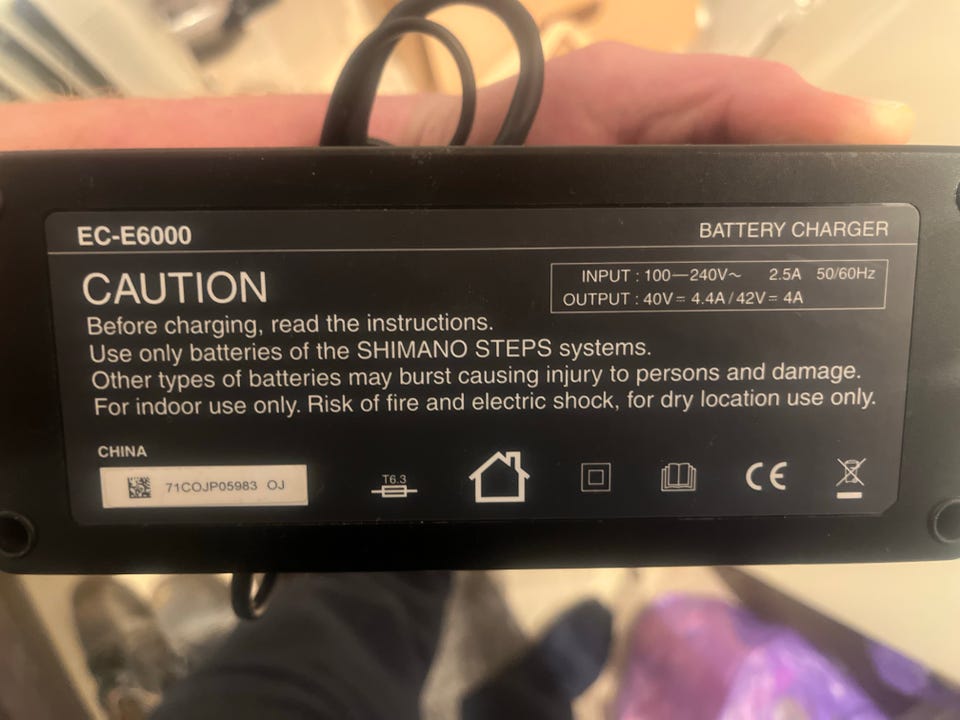 EC-E6000
BATTERY CHARGER
CAUTION
INPUT : 100—240V~ 2.5A 50/60Hz
OUTPUT : 40V⎓ 4.4A / 42V⎓ 4A
Before charging, read the instructions.
Use only batteries of the SHIMANO STEPS systems.
Other types of batteries may burst causing injury to persons and damage.
For indoor use only. Risk of fire and electric shock, for dry location use only.
CHINA
71COJP05983 OJ
T6.3
CE